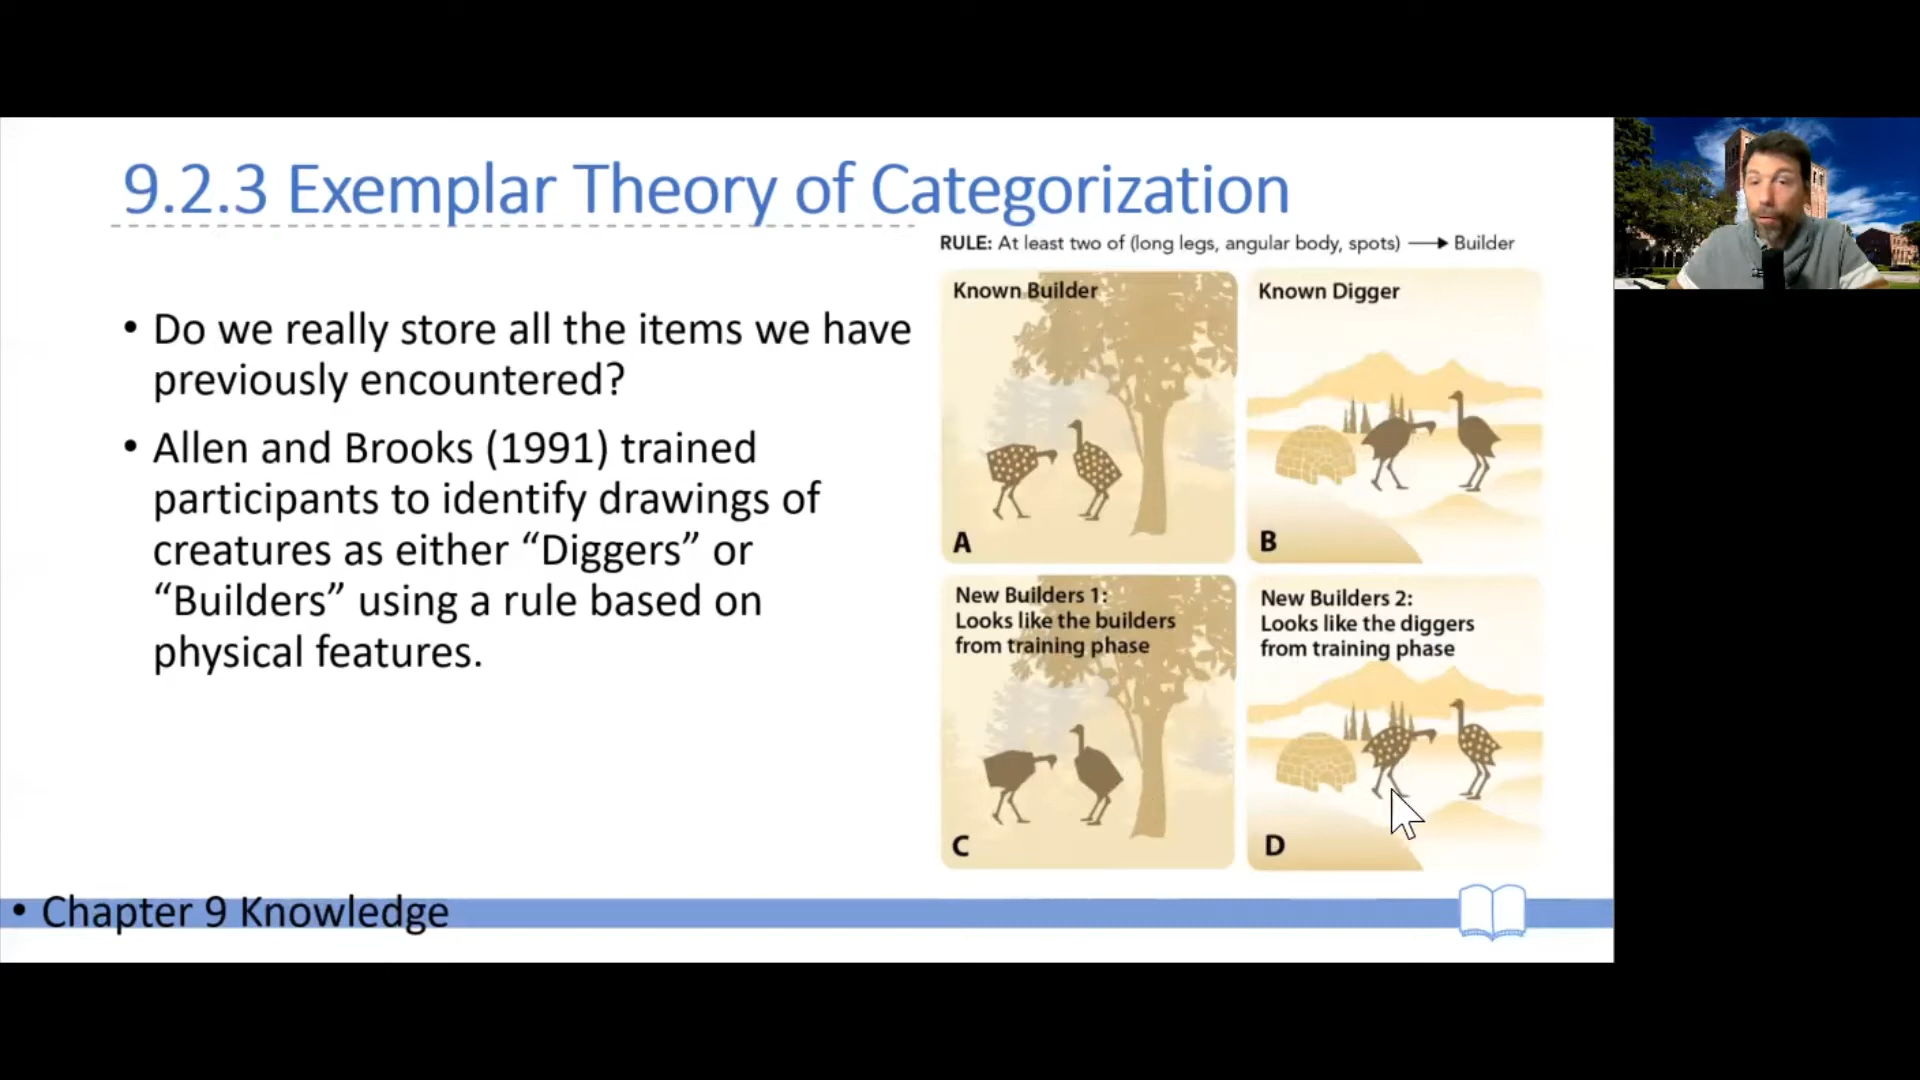 9.2.3 Exemplar Theory of Categorization
• Do we really store all the items we have
previously encountered?
• Allen and Brooks (1991) trained
participants to identify drawings of
creatures as either “Diggers” or
“Builders” using a rule based on
physical features.
RULE: At least two of (long legs, angular body, spots) → Builder
Known Builder
A
Known Digger
B
New Builders 1:
Looks like the builders
from training phase
C
New Builders 2:
Looks like the diggers
from training phase
D
• Chapter 9 Knowledge